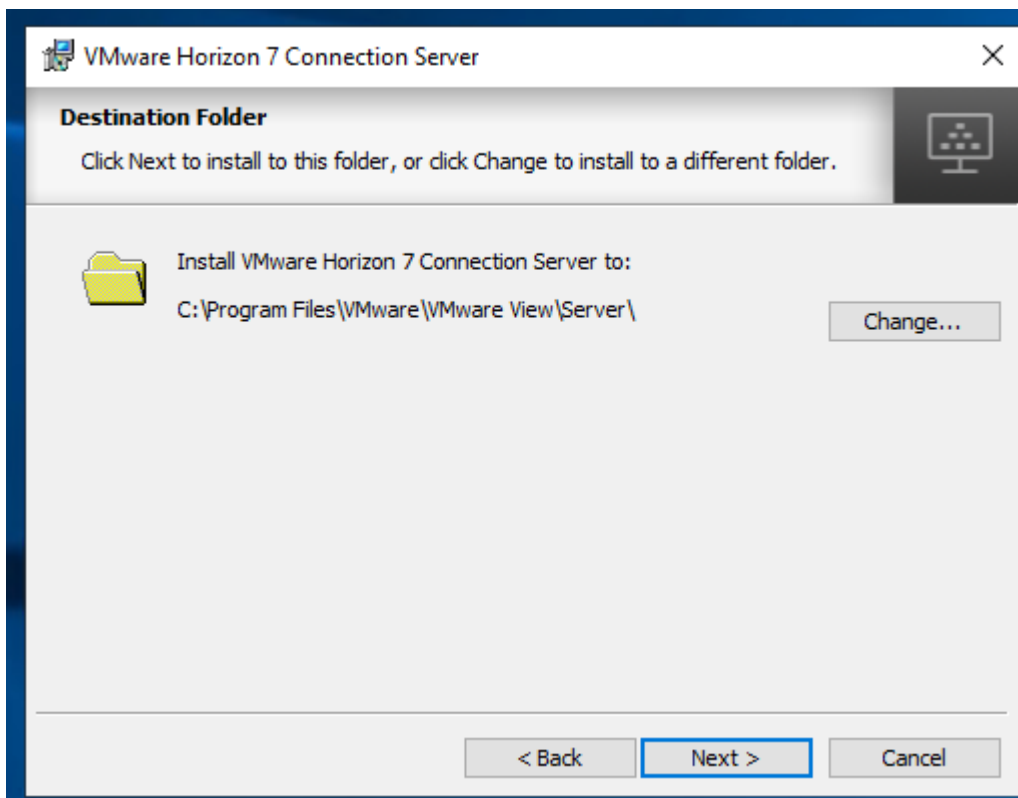 VMware Horizon 7 Connection Server
Destination Folder
Click Next to install to this folder, or click Change to install to a different folder.
Install VMware Horizon 7 Connection Server to:
C:\Program Files\VMware\VMware View\Server\
Change...
< Back
Next >
Cancel